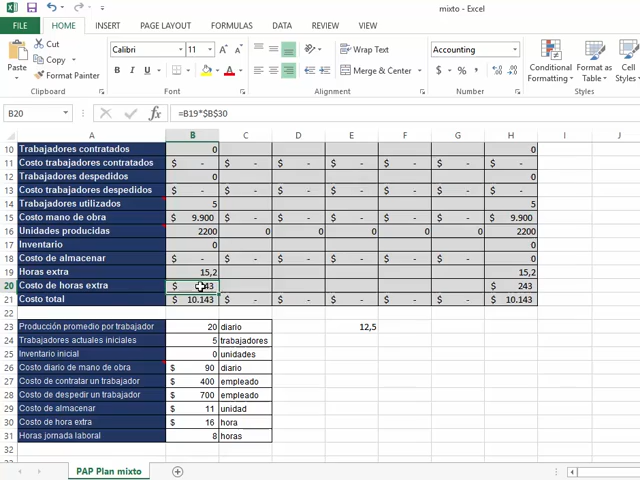 mixto - Excel
FILE HOME INSERT PAGE LAYOUT FORMULAS DATA REVIEW VIEW
Cut
Copy
Format Painter
Paste
Clipboard
Calibri 11
B I U
Font
Wrap Text
Merge & Center
Alignment
Accounting
$ % ,
Number
Conditional Formatting
Format as Table
Cell Styles
Styles
B20 fx =B19*$B$30
A B C D E F G H I J
10 Trabajadores contratados 0 0
11 Costo trabajadores contratados $ - $ - $ - $ - $ - $ - $ -
12 Trabajadores despedidos 0 0
13 Costo trabajadores despedidos $ - $ - $ - $ - $ - $ - $ -
14 Trabajadores utilizados 5 5
15 Costo mano de obra $ 9.900 $ - $ - $ - $ - $ - $ 9.900
16 Unidades producidas 2200 0 0 0 0 0 2200
17 Inventario 0 0
18 Costo de almacenar $ - $ - $ - $ - $ - $ - $ -
19 Horas extra 15,2 15,2
20 Costo de horas extra $ 43 $ 243
21 Costo total $ 10.143 $ - $ - $ - $ - $ - $ 10.143
22
23 Producción promedio por trabajador 20 diario 12,5
24 Trabajadores actuales iniciales 5 trabajadores
25 Inventario inicial 0 unidades
26 Costo diario de mano de obra $ 90 diario
27 Costo de contratar un trabajador $ 400 empleado
28 Costo de despedir un trabajador $ 700 empleado
29 Costo de almacenar $ 11 unidad
30 Costo de hora extra $ 16 hora
31 Horas jornada laboral 8 horas
32
PAP Plan mixto